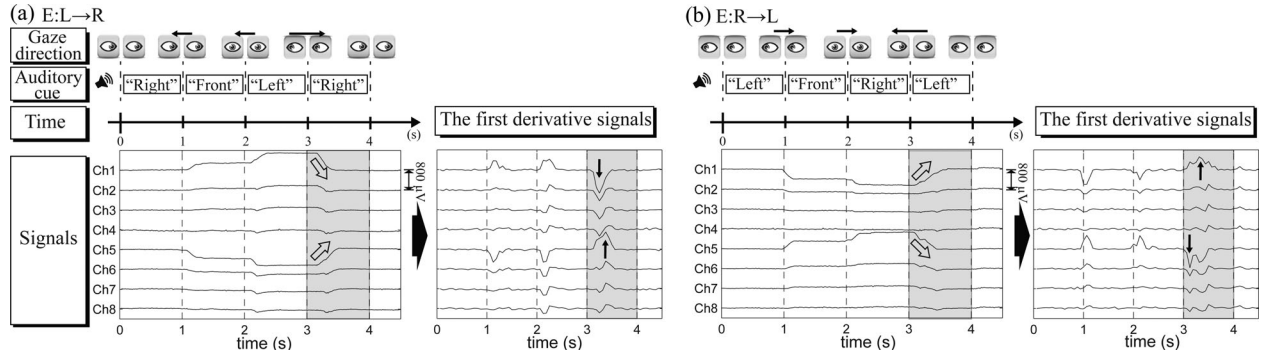 (a) E:L→R
Gaze direction
Auditory cue
"Right" "Front" "Left" "Right"
Time
0 1 2 3 4 (s)
The first derivative signals
Signals
Ch1
Ch2
Ch3
Ch4
Ch5
Ch6
Ch7
Ch8
800 μV
0 1 2 3 4
time (s)
0 1 2 3 4
time (s)
(b) E:R→L
"Left" "Front" "Right" "Left"
0 1 2 3 4 (s)
The first derivative signals
Ch1
Ch2
Ch3
Ch4
Ch5
Ch6
Ch7
Ch8
800 μV
0 1 2 3 4
time (s)
0 1 2 3 4
time (s)